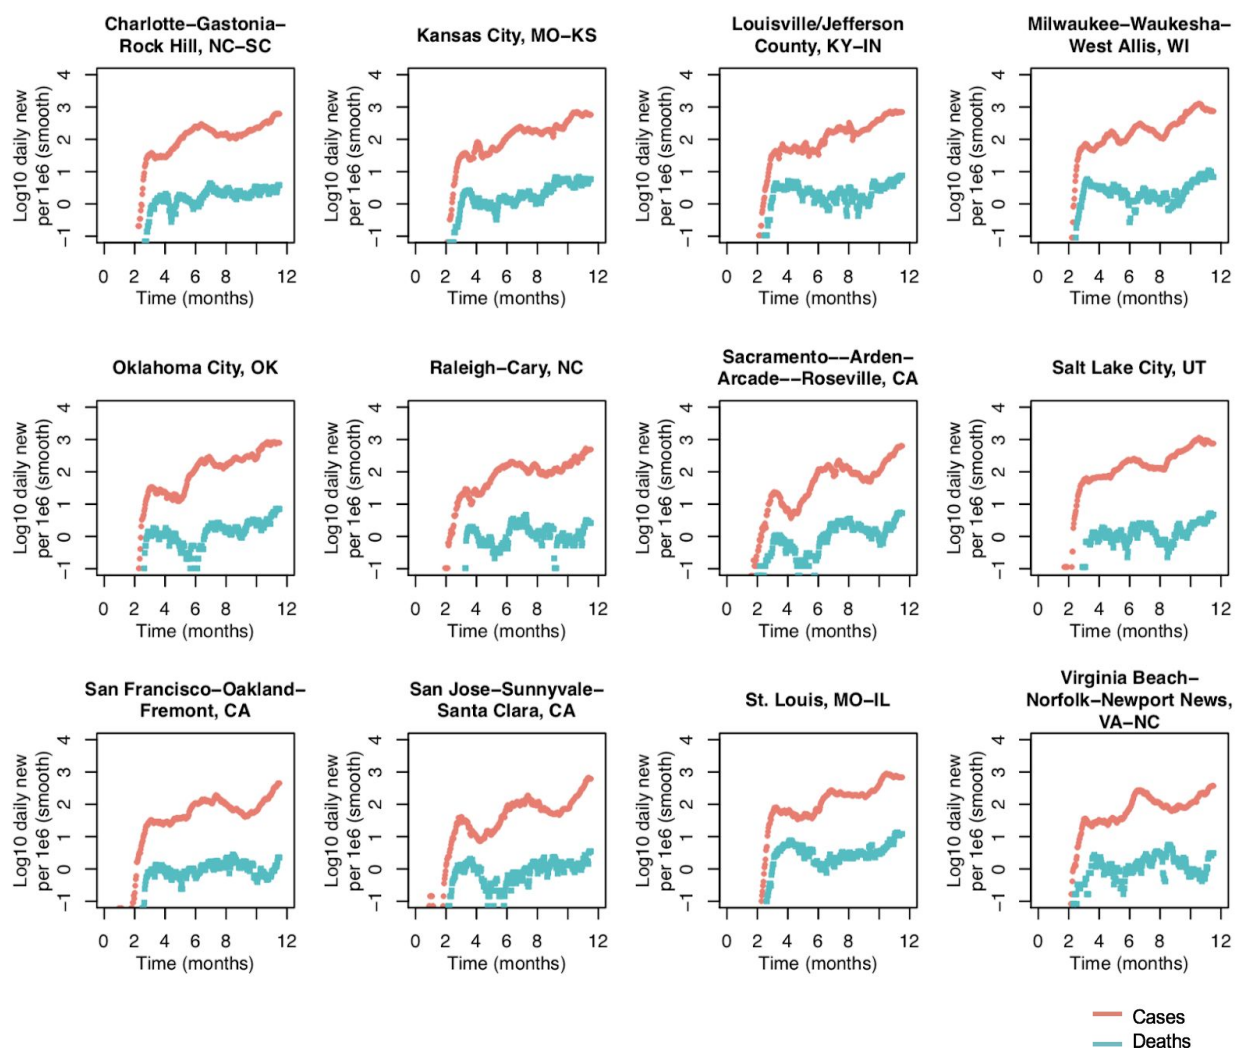 Charlotte−Gastonia−
Rock Hill, NC−SC
Log10 daily new
per 1e6 (smooth)
4
3
2
1
0
−1
0 2 4 6 8 12
Time (months)
Kansas City, MO−KS
Log10 daily new
per 1e6 (smooth)
4
3
2
1
0
−1
0 2 4 6 8 12
Time (months)
Louisville/Jefferson
County, KY−IN
Log10 daily new
per 1e6 (smooth)
4
3
2
1
0
−1
0 2 4 6 8 12
Time (months)
Milwaukee−Waukesha−
West Allis, WI
Log10 daily new
per 1e6 (smooth)
4
3
2
1
0
−1
0 2 4 6 8 12
Time (months)
Oklahoma City, OK
Log10 daily new
per 1e6 (smooth)
4
3
2
1
0
−1
0 2 4 6 8 12
Time (months)
Raleigh−Cary, NC
Log10 daily new
per 1e6 (smooth)
4
3
2
1
0
−1
0 2 4 6 8 12
Time (months)
Sacramento−−Arden−
Arcade−−Roseville, CA
Log10 daily new
per 1e6 (smooth)
4
3
2
1
0
−1
0 2 4 6 8 12
Time (months)
Salt Lake City, UT
Log10 daily new
per 1e6 (smooth)
4
3
2
1
0
−1
0 2 4 6 8 12
Time (months)
San Francisco−Oakland−
Fremont, CA
Log10 daily new
per 1e6 (smooth)
4
3
2
1
0
−1
0 2 4 6 8 12
Time (months)
San Jose−Sunnyvale−
Santa Clara, CA
Log10 daily new
per 1e6 (smooth)
4
3
2
1
0
−1
0 2 4 6 8 12
Time (months)
St. Louis, MO−IL
Log10 daily new
per 1e6 (smooth)
4
3
2
1
0
−1
0 2 4 6 8 12
Time (months)
Virginia Beach−
Norfolk−Newport News,
VA−NC
Log10 daily new
per 1e6 (smooth)
4
3
2
1
0
−1
0 2 4 6 8 12
Time (months)
Cases
Deaths